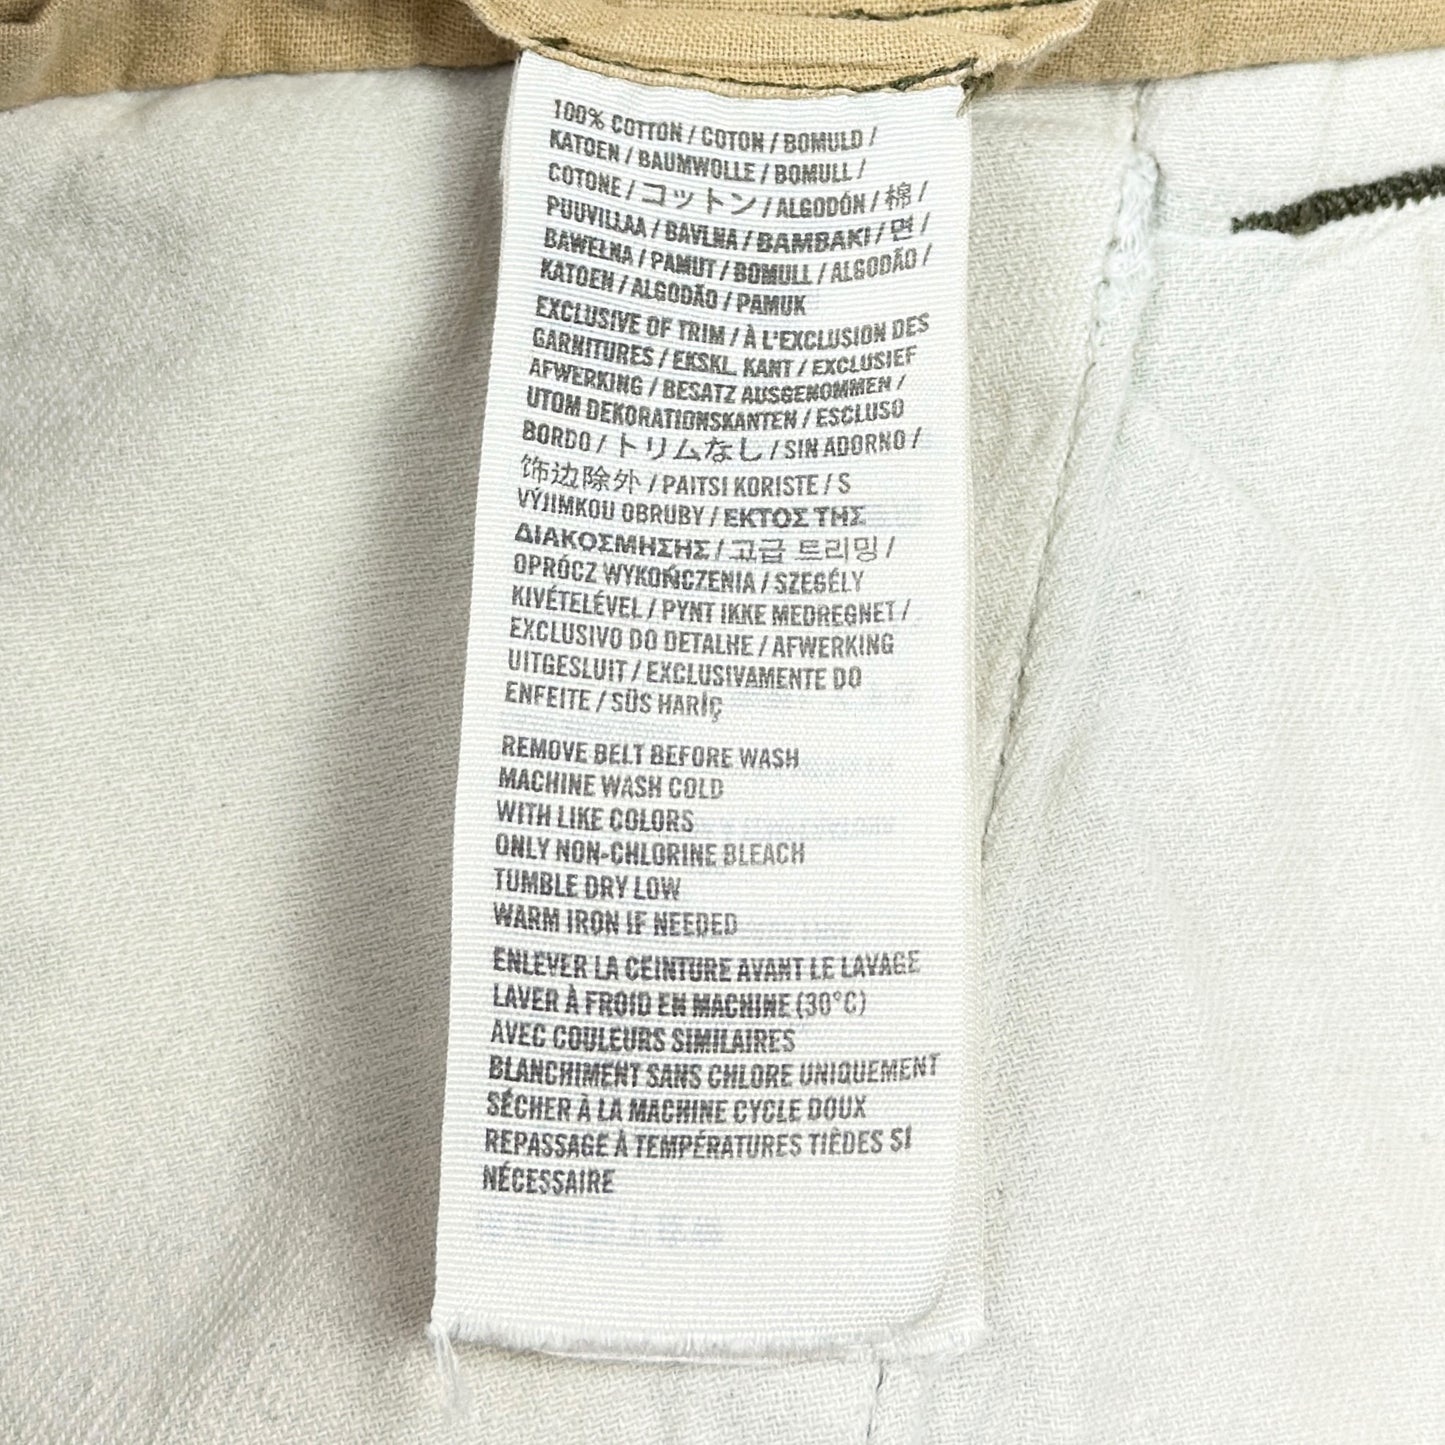 100% COTTON / COTON / BOMULD /
KATOEN / BAUMWOLLE / BOMULL /
COTONE / コットン / ALGODÓN / 棉 /
PUUVILLAA / BAVLNA / BAMBAKI / 면 /
BAWEŁNA / PAMUT / BOMULL / ALGODÃO /
KATOEN / ALGODÃO / PAMUK
EXCLUSIVE OF TRIM / À L'EXCLUSION DES
GARNITURES / EKSKL. KANT / EXCLUSIEF
AFWERKING / BESATZ AUSGENOMMEN /
UTOM DEKORATIONSKANTEN / ESCLUSO
BORDO / トリムなし / SIN ADORNO /
饰边除外 / PAITSI KORISTE / S
VÝJIMKOU OBRUBY / ΕΚΤΟΣ ΤΗΣ
ΔΙΑΚΟΣΜΗΣΗΣ / 고급 트리밍 /
OPRÓCZ WYKOŃCZENIA / SZEGÉLY
KIVÉTELÉVEL / PYNT IKKE MEDREGNET /
EXCLUSIVO DO DETALHE / AFWERKING
UITGESLUIT / EXCLUSIVAMENTE DO
ENFEITE / SÜS HARİÇ
REMOVE BELT BEFORE WASH
MACHINE WASH COLD
WITH LIKE COLORS
ONLY NON-CHLORINE BLEACH
TUMBLE DRY LOW
WARM IRON IF NEEDED
ENLEVER LA CEINTURE AVANT LE LAVAGE
LAVER À FROID EN MACHINE (30°C)
AVEC COULEURS SIMILAIRES
BLANCHIMENT SANS CHLORE UNIQUEMENT
SÉCHER À LA MACHINE CYCLE DOUX
REPASSAGE À TEMPÉRATURES TIÈDES SI
NÉCESSAIRE